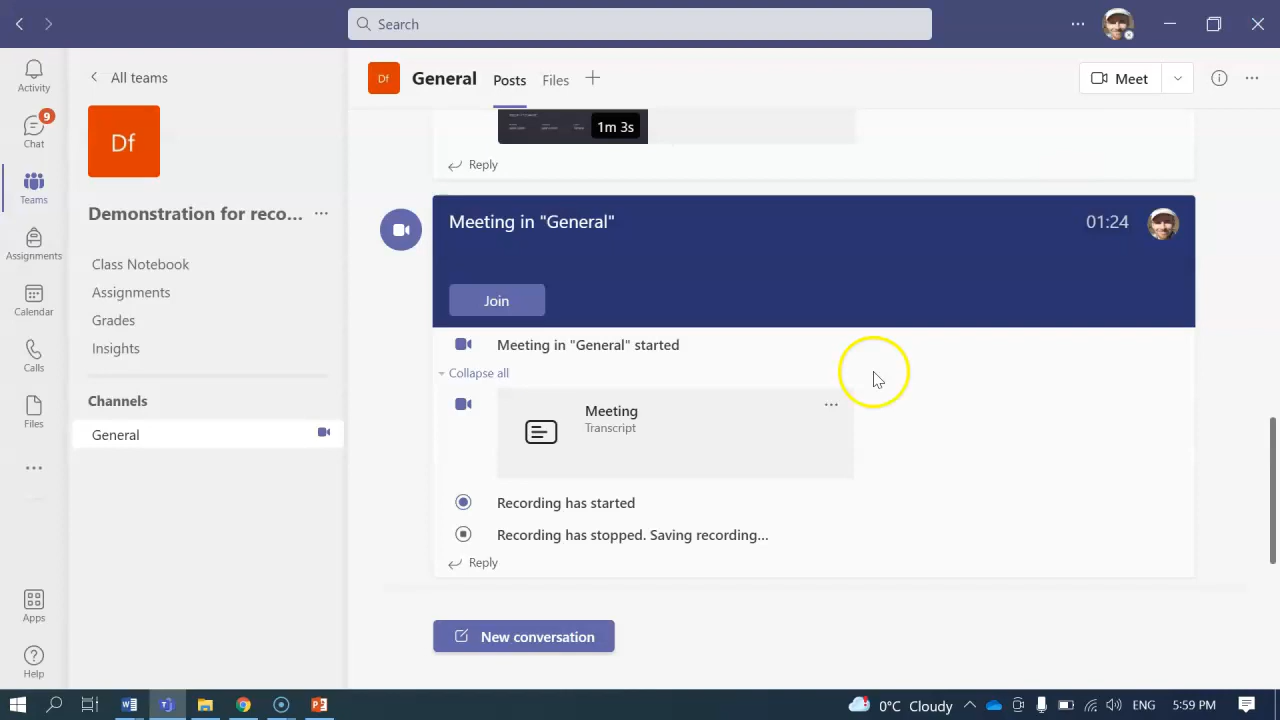 Search
Activity
9
Chat
Teams
Assignments
Calendar
Calls
Files
Apps
Help
All teams
Df
Demonstration for reco...
Class Notebook
Assignments
Grades
Insights
Channels
General
Df
General
Posts
Files
Meet
1m 3s
Reply
Meeting in "General"
01:24
Join
Meeting in "General" started
Collapse all
Meeting
Transcript
Recording has started
Recording has stopped. Saving recording...
Reply
New conversation
0°C Cloudy
5:59 PM